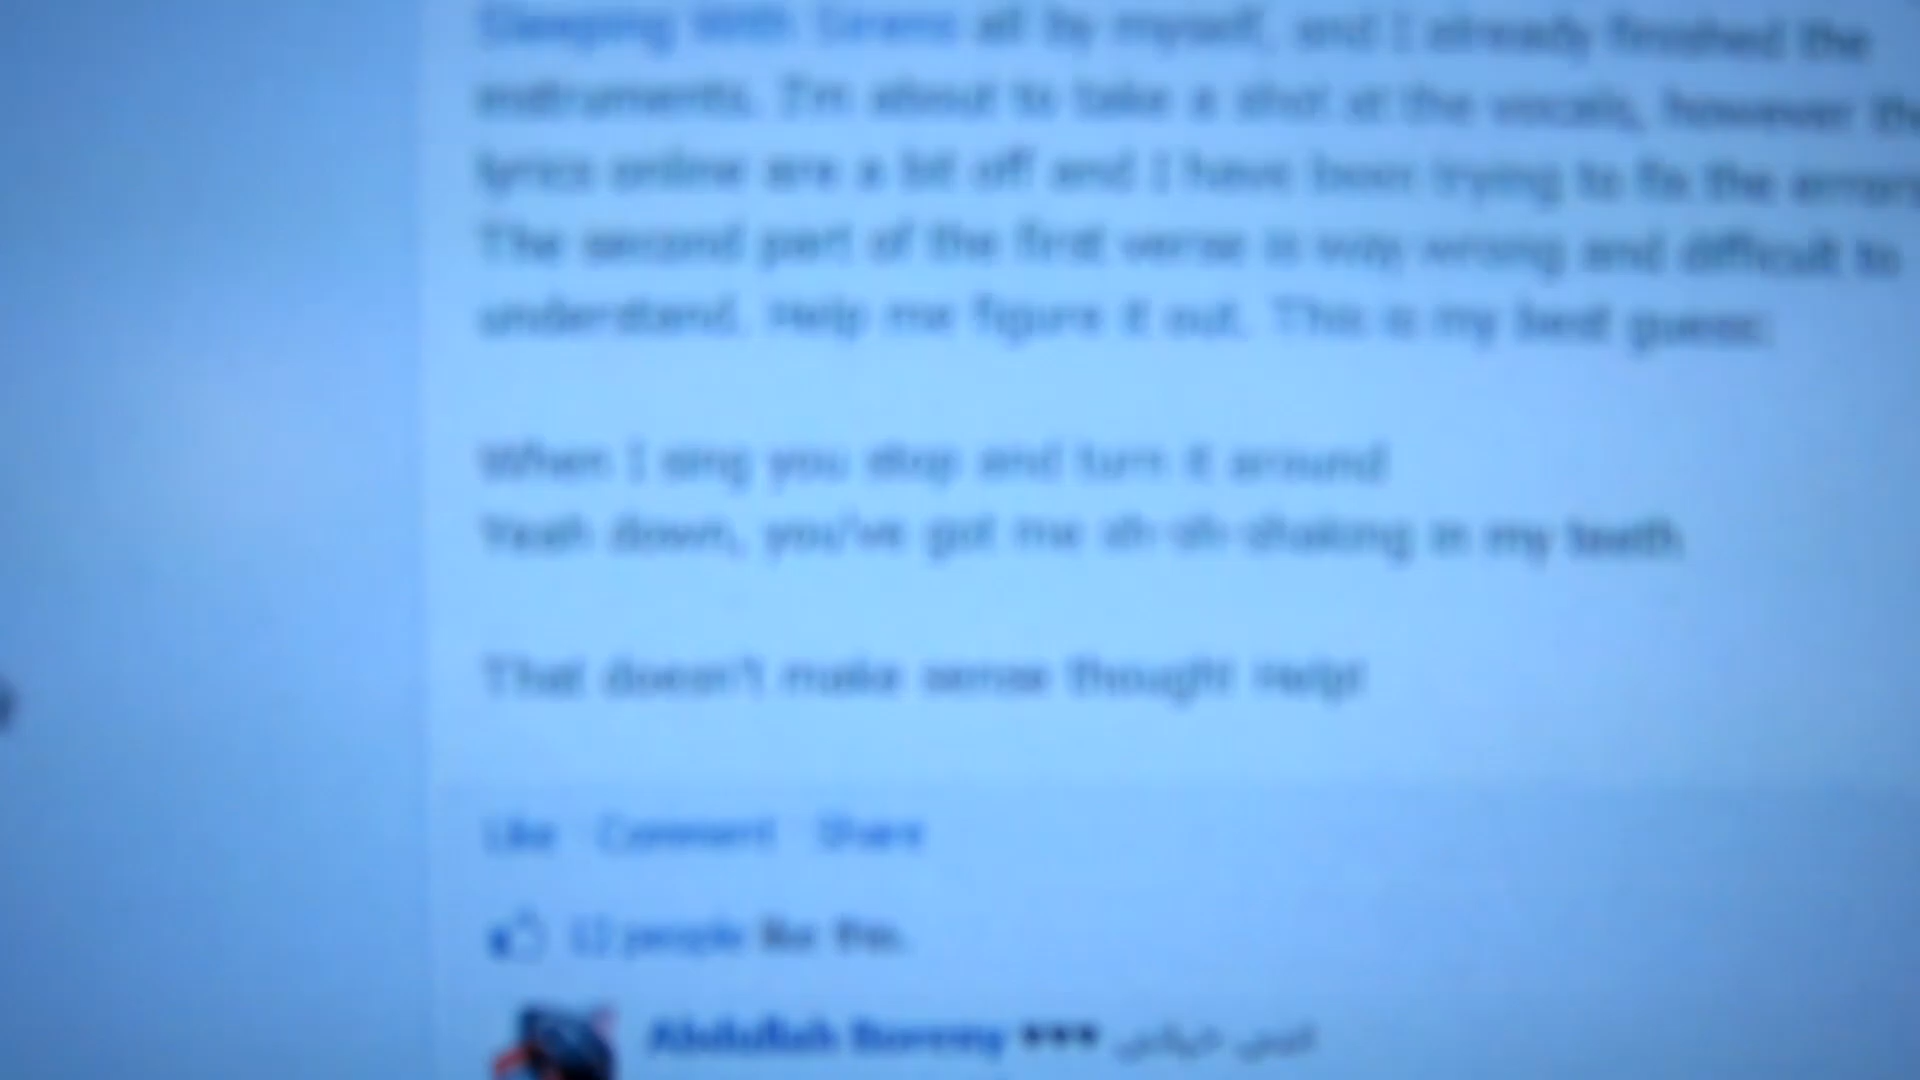 Sleeping With Sirens all by myself, and I already finished the
instruments. I'm about to take a shot at the vocals, however the
lyrics online are a bit off and I have been trying to fix the errors
The second part of the first verse is way wrong and difficult to
understand. Help me figure it out. This is my best guess:
When I sing you stop and turn it around
Yeah down, you've got me sh-sh-shaking in my teeth
That doesn't make sense though! Help!
Like · Comment · Share
12 people like this.
Abdullah ♥♥♥